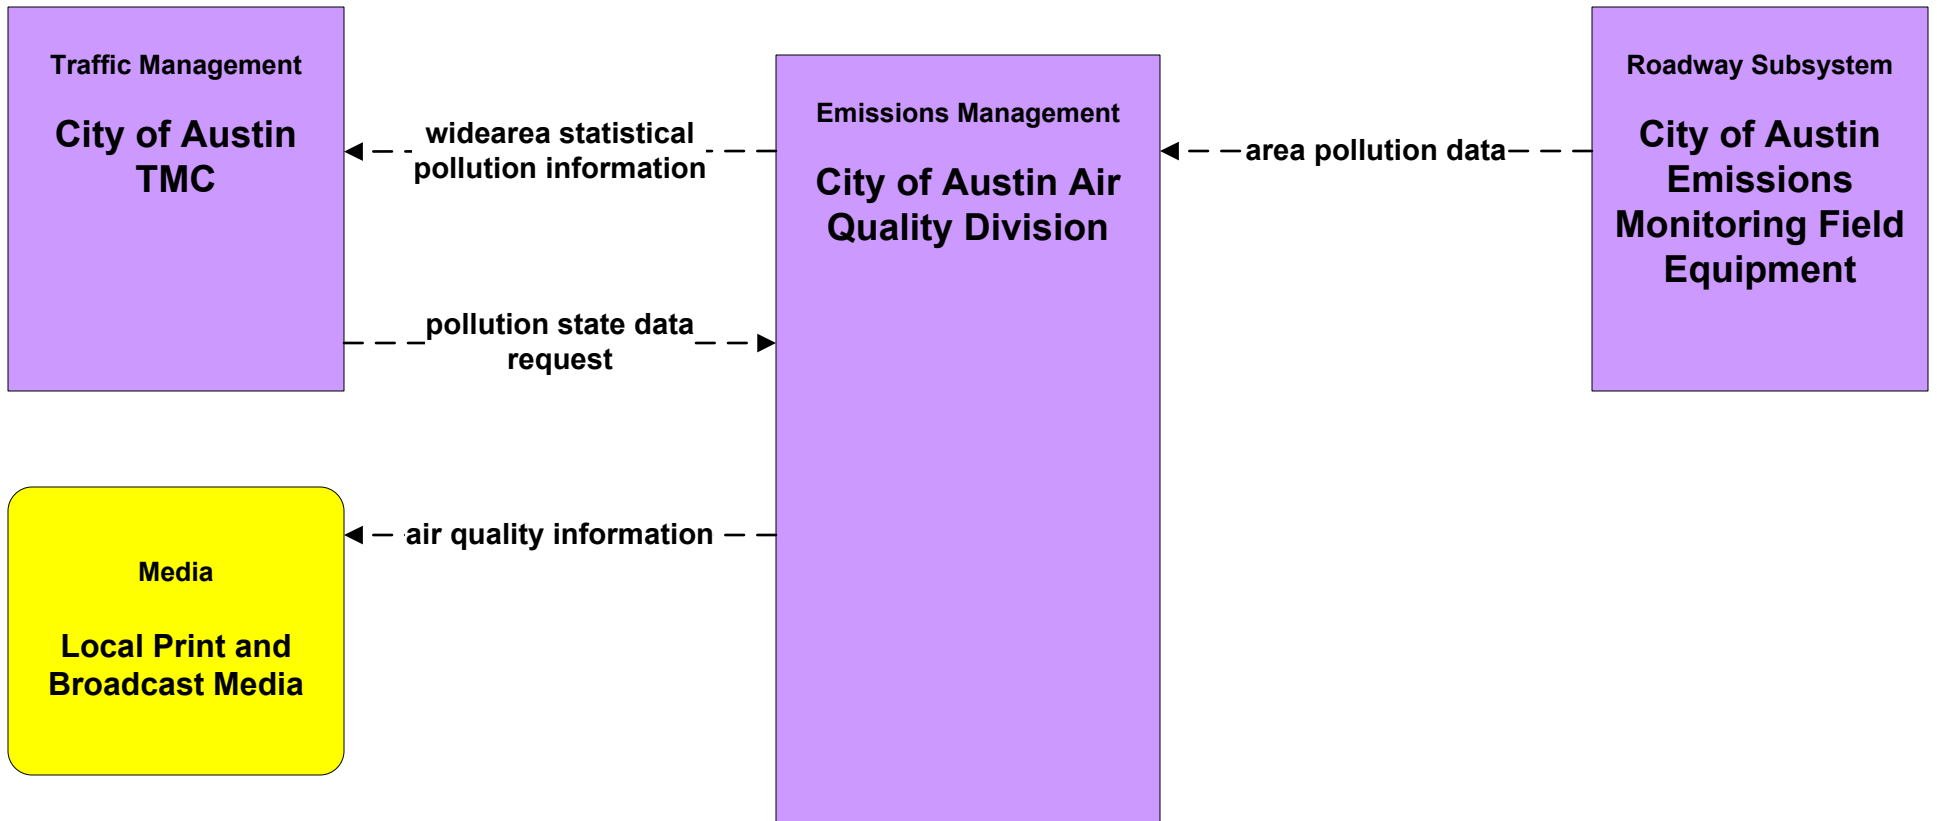 Traffic Management
City of Austin
TMC
widearea statistical
pollution information
pollution state data
request
Emissions Management
City of Austin Air
Quality Division
area pollution data
Roadway Subsystem
City of Austin
Emissions
Monitoring Field
Equipment
air quality information
Media
Local Print and
Broadcast Media